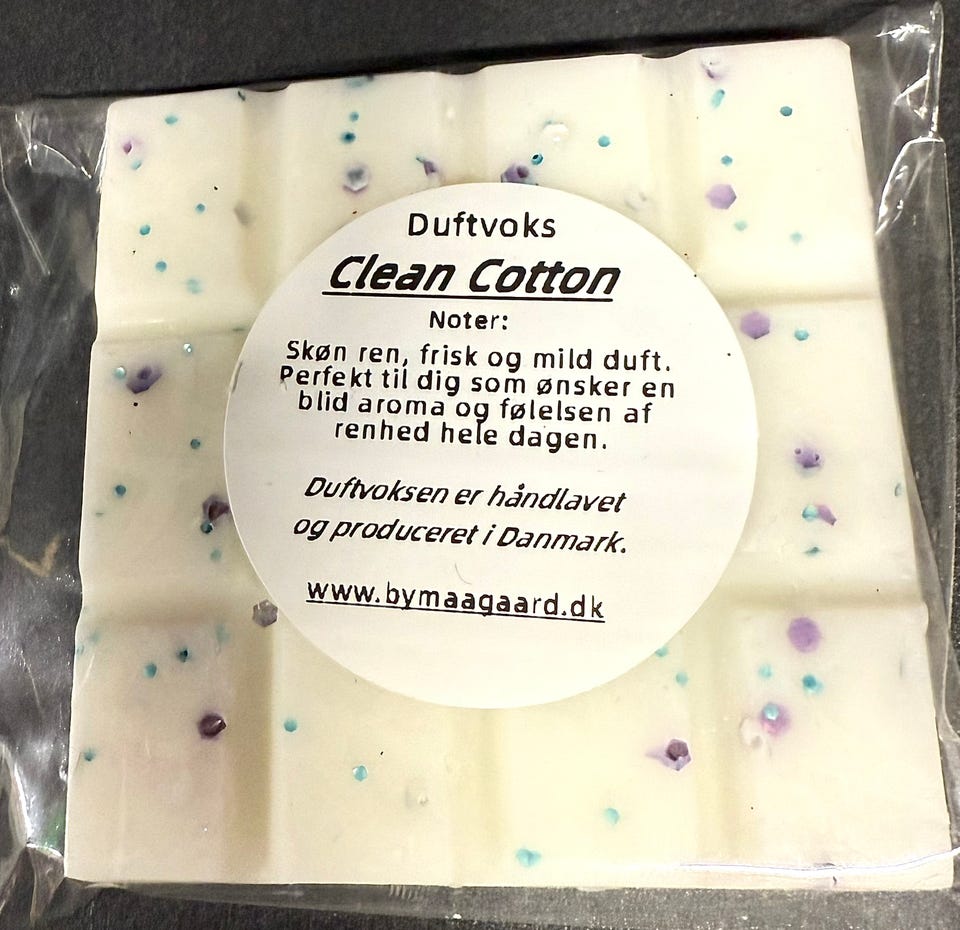 Duftvoks
Clean Cotton
Noter:
Skøn ren, frisk og mild duft.
Perfekt til dig som ønsker en
blid aroma og følelsen af
renhed hele dagen.
Duftvoksen er håndlavet
og produceret i Danmark.
www.bymaagaard.dk